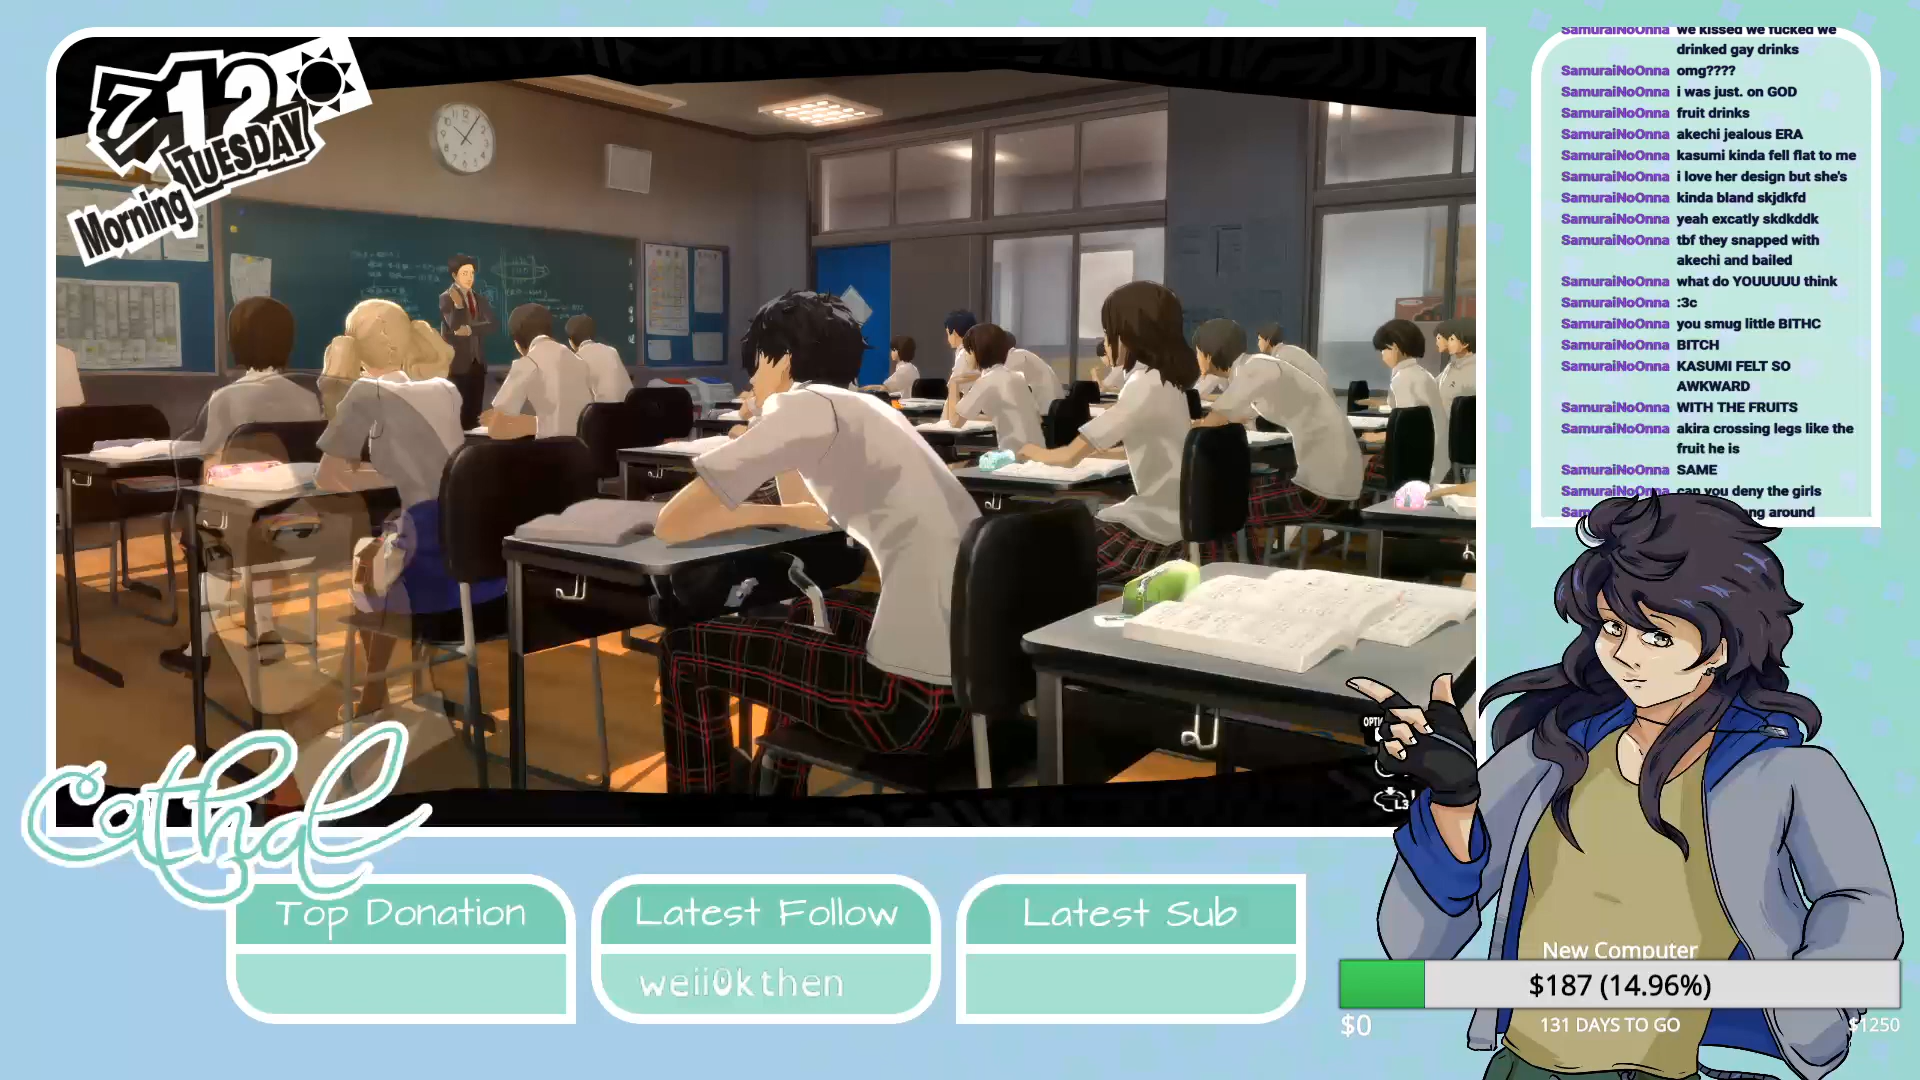 7/12
TUESDAY
Morning
SamuraiNoOnna we kissed we fucked we
drinked gay drinks
SamuraiNoOnna omg????
SamuraiNoOnna i was just. on GOD
SamuraiNoOnna fruit drinks
SamuraiNoOnna akechi jealous ERA
SamuraiNoOnna kasumi kinda fell flat to me
SamuraiNoOnna i love her design but she's
SamuraiNoOnna kinda bland skjdkfd
SamuraiNoOnna yeah excatly skdkddk
SamuraiNoOnna tbf they snapped with
akechi and bailed
SamuraiNoOnna what do YOUUUUU think
SamuraiNoOnna :3c
SamuraiNoOnna you smug little BITHC
SamuraiNoOnna BITCH
SamuraiNoOnna KASUMI FELT SO
AWKWARD
SamuraiNoOnna WITH THE FRUITS
SamuraiNoOnna akira crossing legs like the
fruit he is
SamuraiNoOnna SAME
SamuraiNoOnna can you deny the girls
Sam ng around
OPTI
L3
cathal
Top Donation
Latest Follow
weii0kthen
Latest Sub
New Computer
$187 (14.96%)
$0
131 DAYS TO GO
$1250